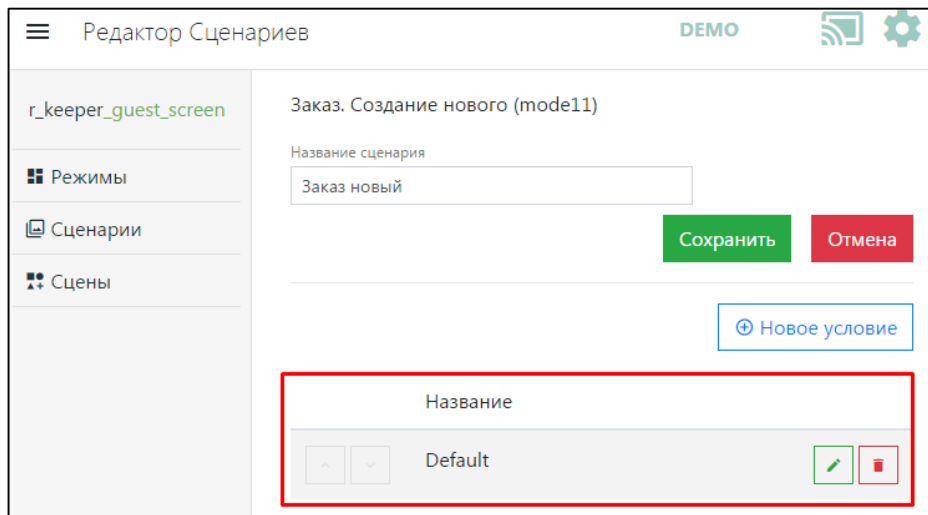 Редактор Сценариев
DEMO
r_keeper_guest_screen
Режимы
Сценарии
Сцены
Заказ. Создание нового (mode11)
Название сценария
Заказ новый
Сохранить
Отмена
Новое условие
Название
Default